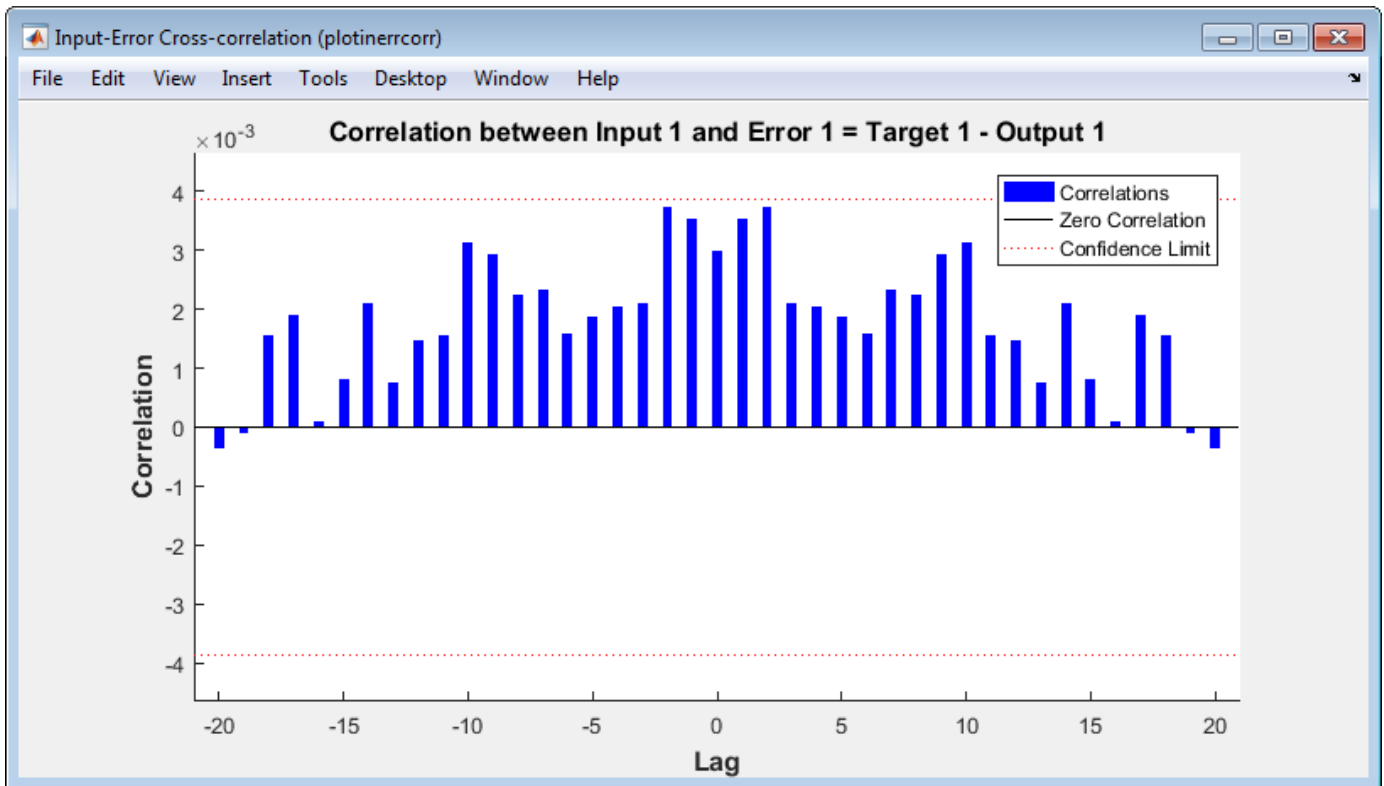 Input-Error Cross-correlation (plotinerrcorr)
File Edit View Insert Tools Desktop Window Help
×10-3
Correlation between Input 1 and Error 1 = Target 1 - Output 1
Correlations
Zero Correlation
Confidence Limit
4
3
2
1
0
-1
-2
-3
-4
Correlation
-20 -15 -10 -5 0 5 10 15 20
Lag